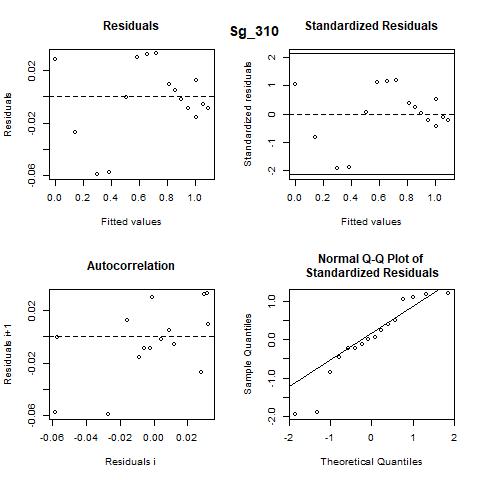 Sg_310
Residuals
Residuals
0.02
-0.02
-0.06
0.0 0.2 0.4 0.6 0.8 1.0
Fitted values
Standardized Residuals
Standardized residuals
2
1
0
-1
-2
0.0 0.2 0.4 0.6 0.8 1.0
Fitted values
Autocorrelation
Residuals i+1
0.02
-0.02
-0.06
-0.06 -0.04 -0.02 0.00 0.02
Residuals i
Normal Q-Q Plot of
Standardized Residuals
Sample Quantiles
1.0
0.0
-1.0
-2.0
-2 -1 0 1 2
Theoretical Quantiles